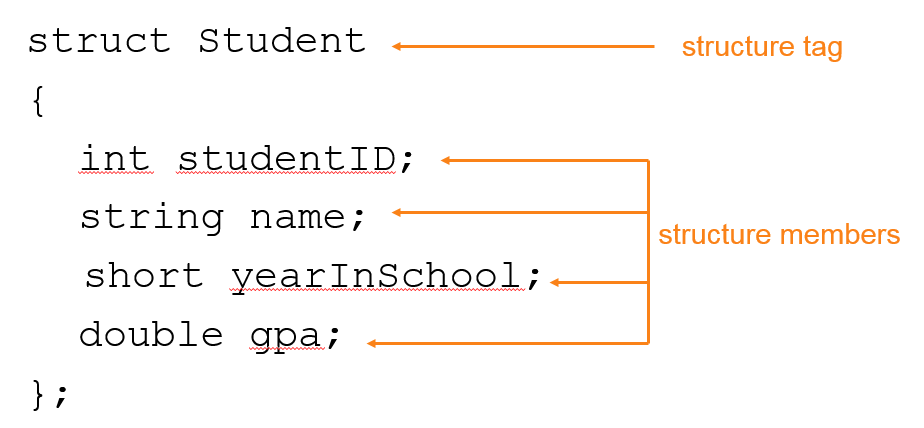 struct Student
structure tag
{
int studentID;
string name;
structure members
short yearInSchool;
double gpa;
};